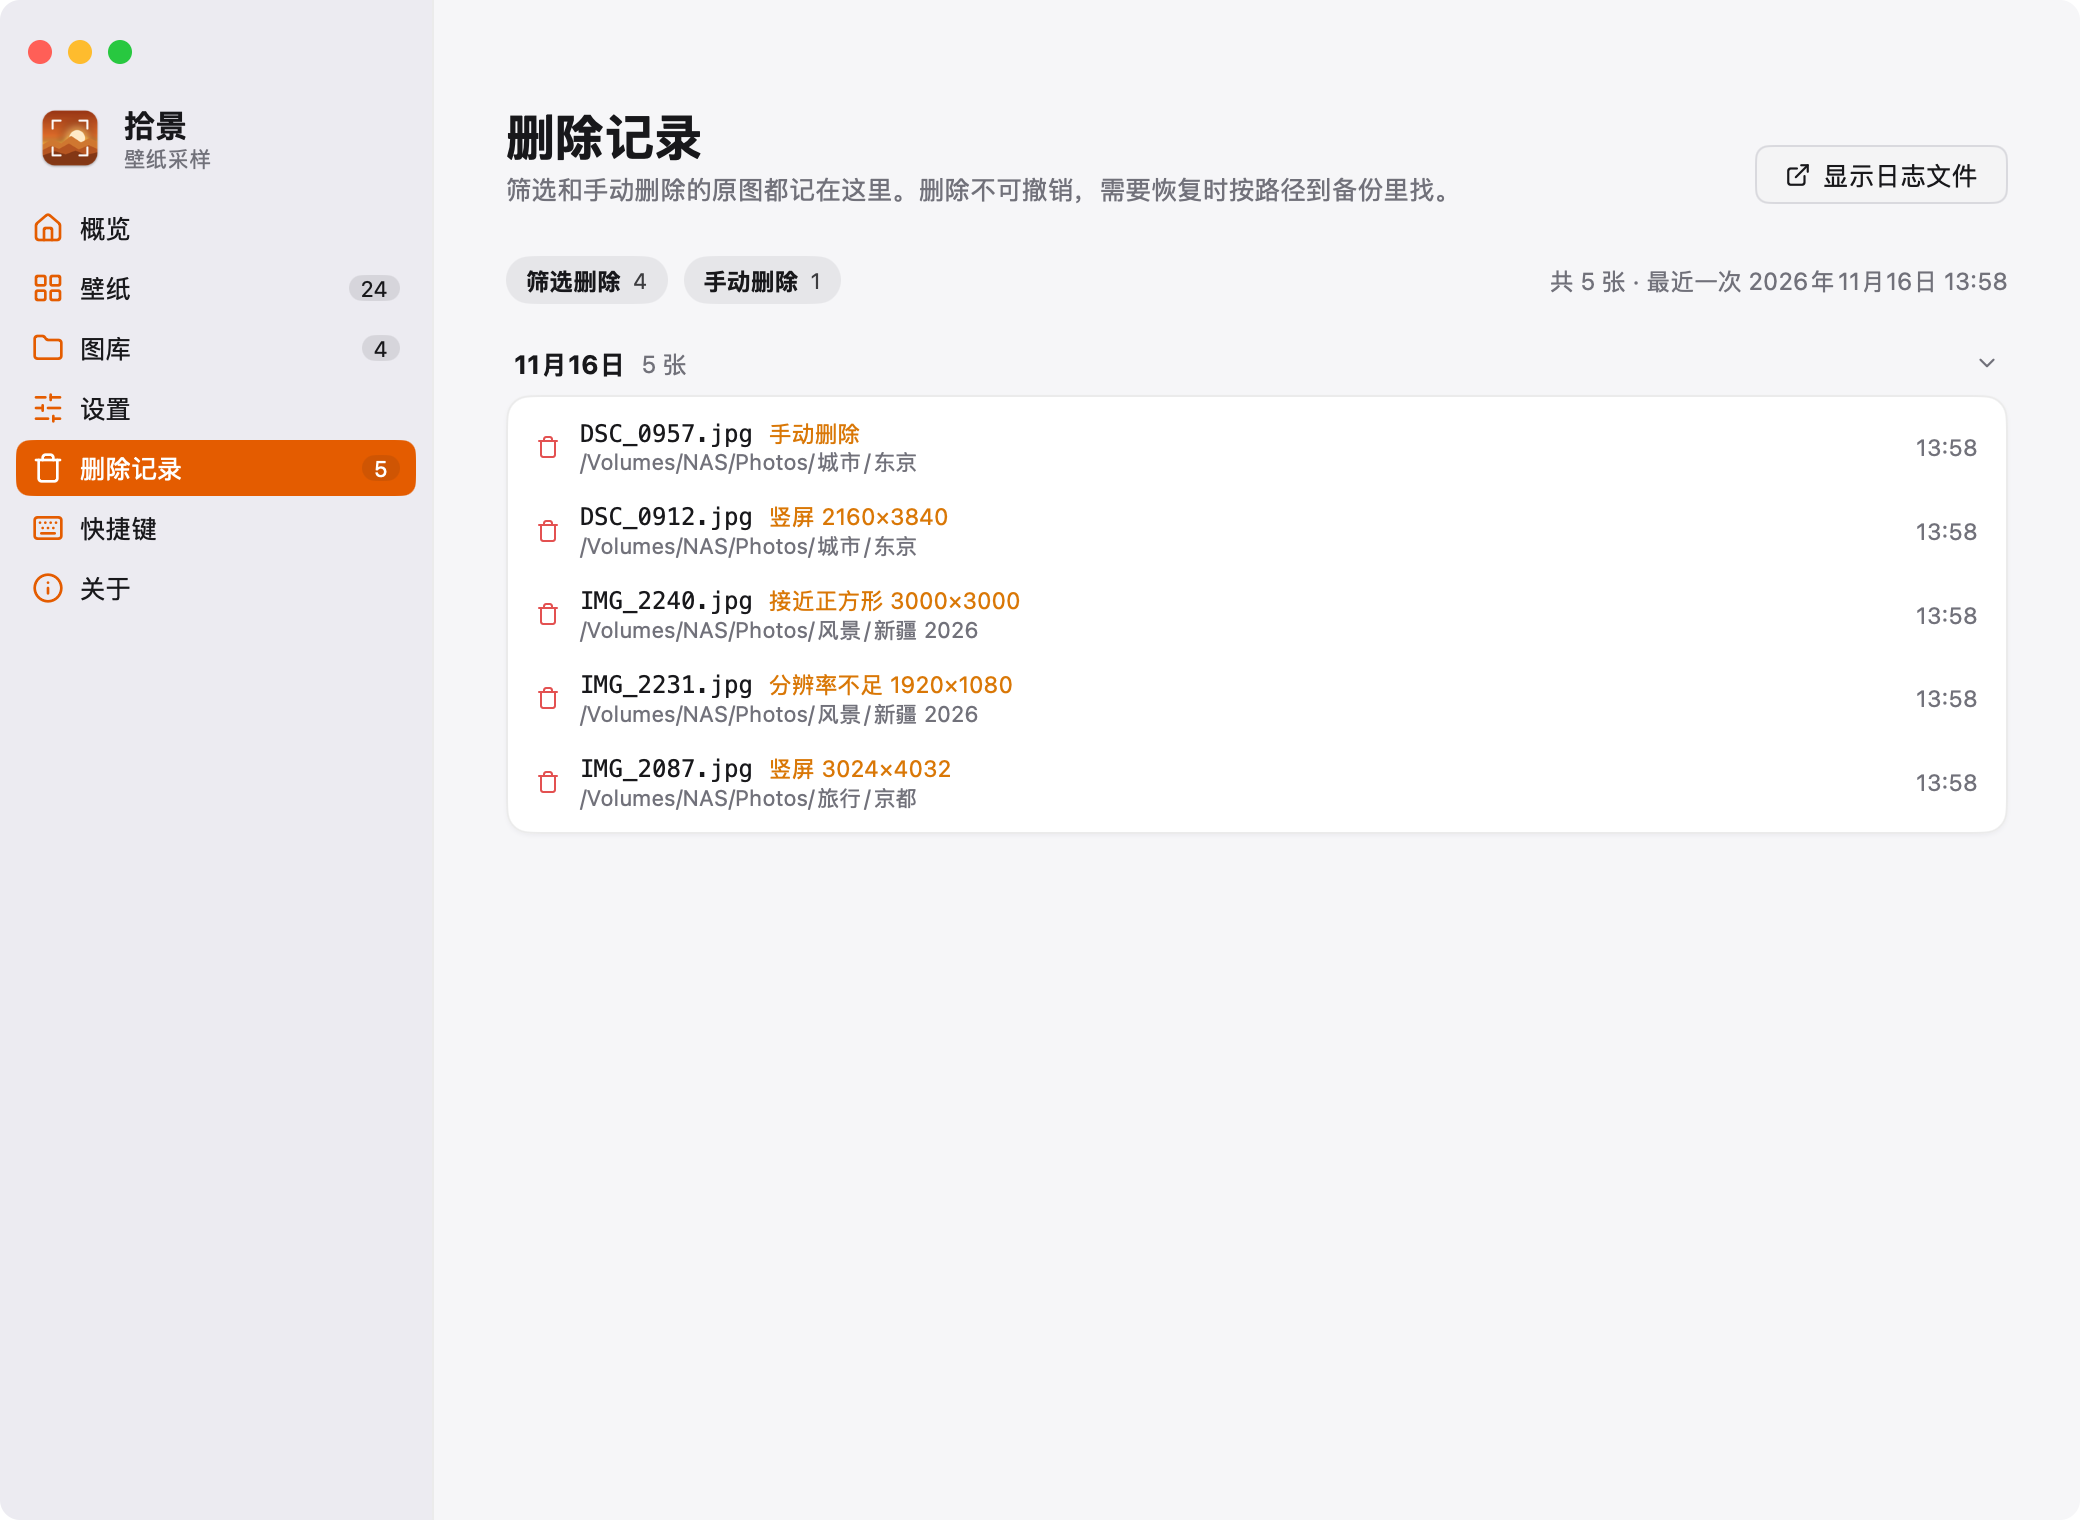 拾景
壁纸采样
概览
壁纸 24
图库 4
设置
删除记录 5
快捷键
关于
删除记录
筛选和手动删除的原图都记在这里。删除不可撤销，需要恢复时按路径到备份里找。
显示日志文件
筛选删除 4 手动删除 1
共 5 张 · 最近一次 2026年11月16日 13:58
11月16日 5 张
DSC_0957.jpg 手动删除
/Volumes/NAS/Photos/城市/东京
13:58
DSC_0912.jpg 竖屏 2160×3840
/Volumes/NAS/Photos/城市/东京
13:58
IMG_2240.jpg 接近正方形 3000×3000
/Volumes/NAS/Photos/风景/新疆 2026
13:58
IMG_2231.jpg 分辨率不足 1920×1080
/Volumes/NAS/Photos/风景/新疆 2026
13:58
IMG_2087.jpg 竖屏 3024×4032
/Volumes/NAS/Photos/旅行/京都
13:58